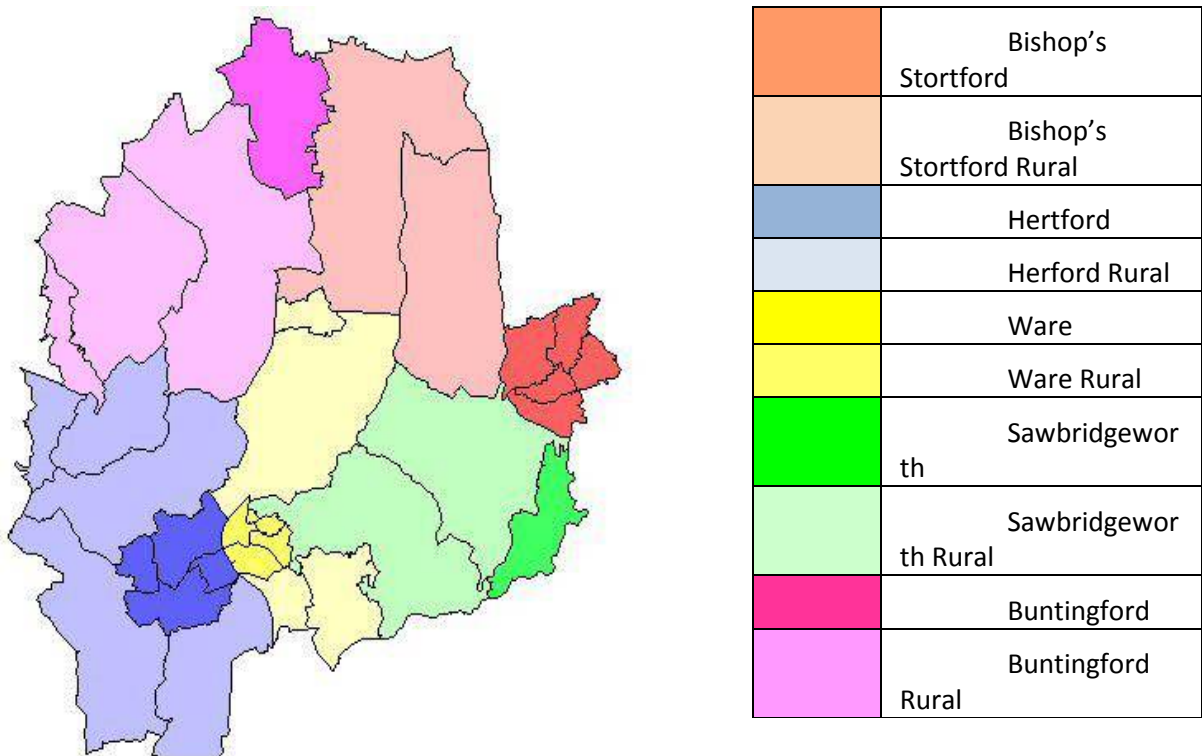 Bishop’s
Stortford
Bishop’s
Stortford Rural
Hertford
Herford Rural
Ware
Ware Rural
Sawbridgewor
th
Sawbridgewor
th Rural
Buntingford
Buntingford
Rural